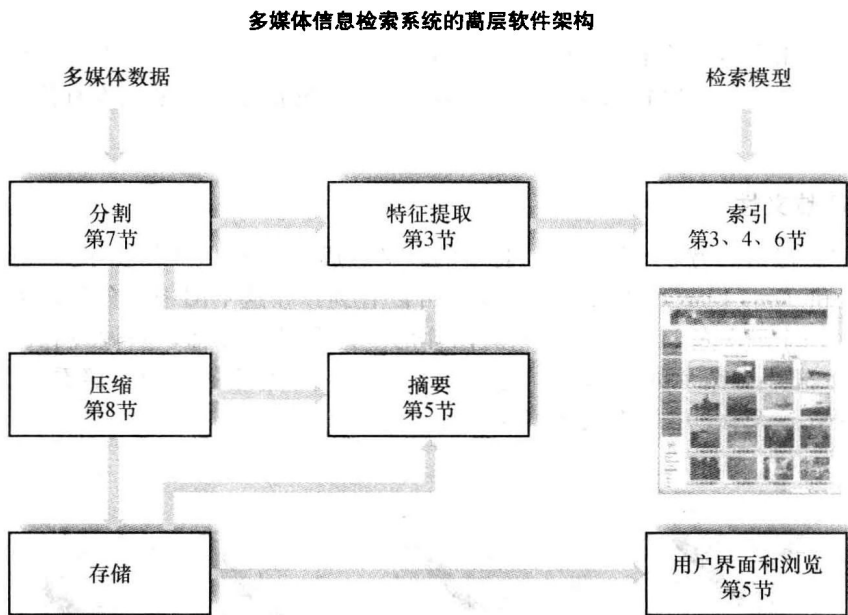 多媒体信息检索系统的高层软件架构
多媒体数据
检索模型
分割
第7节
特征提取
第3节
索引
第3、4、6节
压缩
第8节
摘要
第5节
存储
用户界面和浏览
第5节